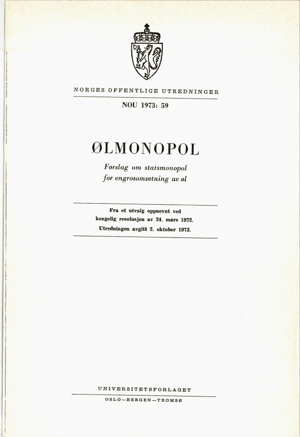 NORGES OFFENTLIGE UTREDNINGER
NOU 1973: 59
ØLMONOPOL
Forslag om statsmonopol
for engrosomsetning av øl
Fra et utvalg oppnevnt ved
kongelig resolusjon av 24. mars 1972.
Utredningen avgitt 2. oktober 1973.
UNIVERSITETSFORLAGET
OSLO—BERGEN—TROMSØ